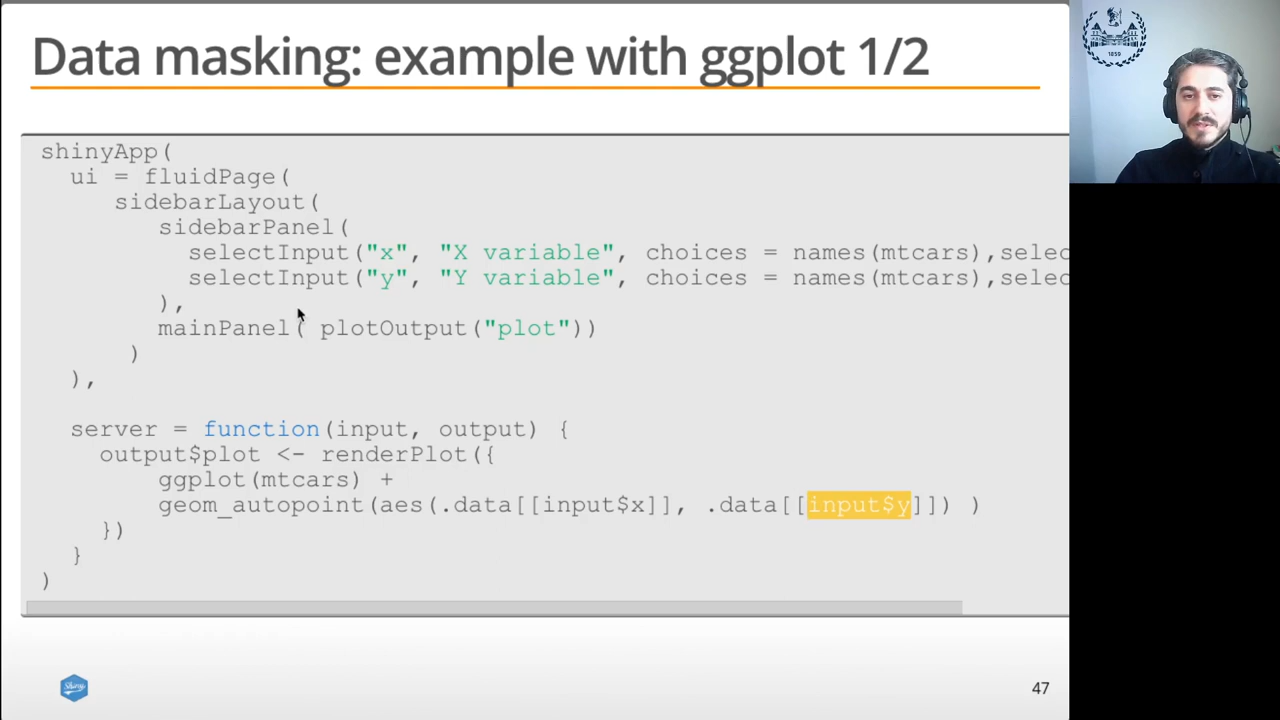 Data masking: example with ggplot 1/2
1859
shinyApp(
ui = fluidPage(
sidebarLayout(
sidebarPanel(
selectInput("x", "X variable", choices = names(mtcars),selec
selectInput("y", "Y variable", choices = names(mtcars),selec
),
mainPanel( plotOutput("plot"))
)
),
server = function(input, output) {
output$plot <- renderPlot({
ggplot(mtcars) +
geom_autopoint(aes(.data[[input$x]], .data[[input$y]]) )
})
}
)
Shiny
47